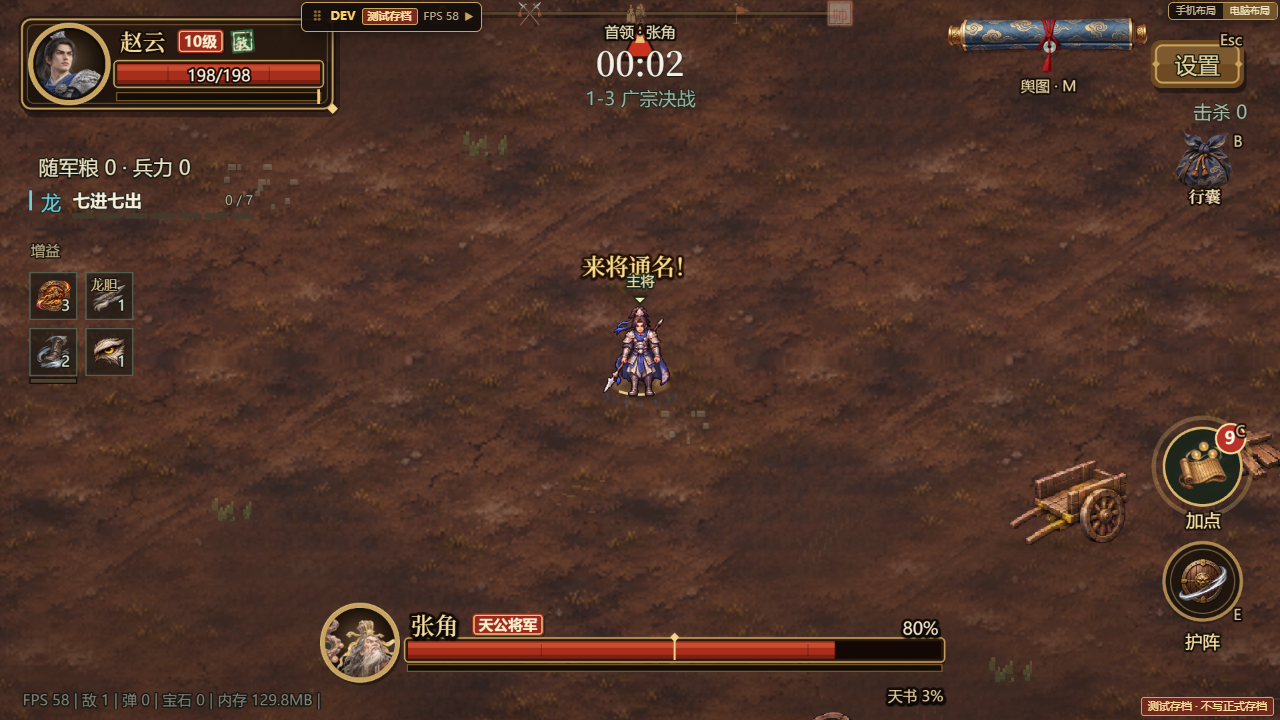 DEV 测试存档 FPS 58 ▶
手机布局 电脑布局
赵云 10级
198/198
首领：张角
00:02
1-3 广宗决战
舆图 · M
Esc
设置
击杀 0
B
行囊
随军粮 0 · 兵力 0
龙 七进七出 0 / 7
增益
3
龙胆
1
2
1
来将通名！
主将
9
C
加点
E
护阵
张角 天公将军 80%
天书 3%
FPS 58 | 敌 1 | 弹 0 | 宝石 0 | 内存 129.8MB |
测试存档 · 不写正式存档